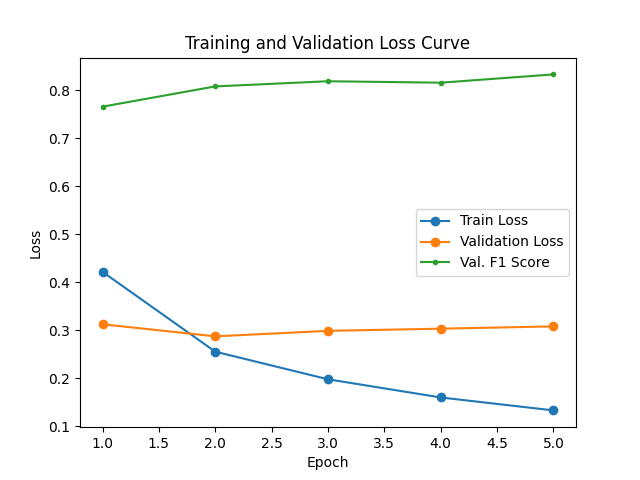 Training and Validation Loss Curve
0.8
0.7
0.6
0.5
0.4
0.3
0.2
0.1
Loss
Train Loss
Validation Loss
Val. F1 Score
1.0 1.5 2.0 2.5 3.0 3.5 4.0 4.5 5.0
Epoch